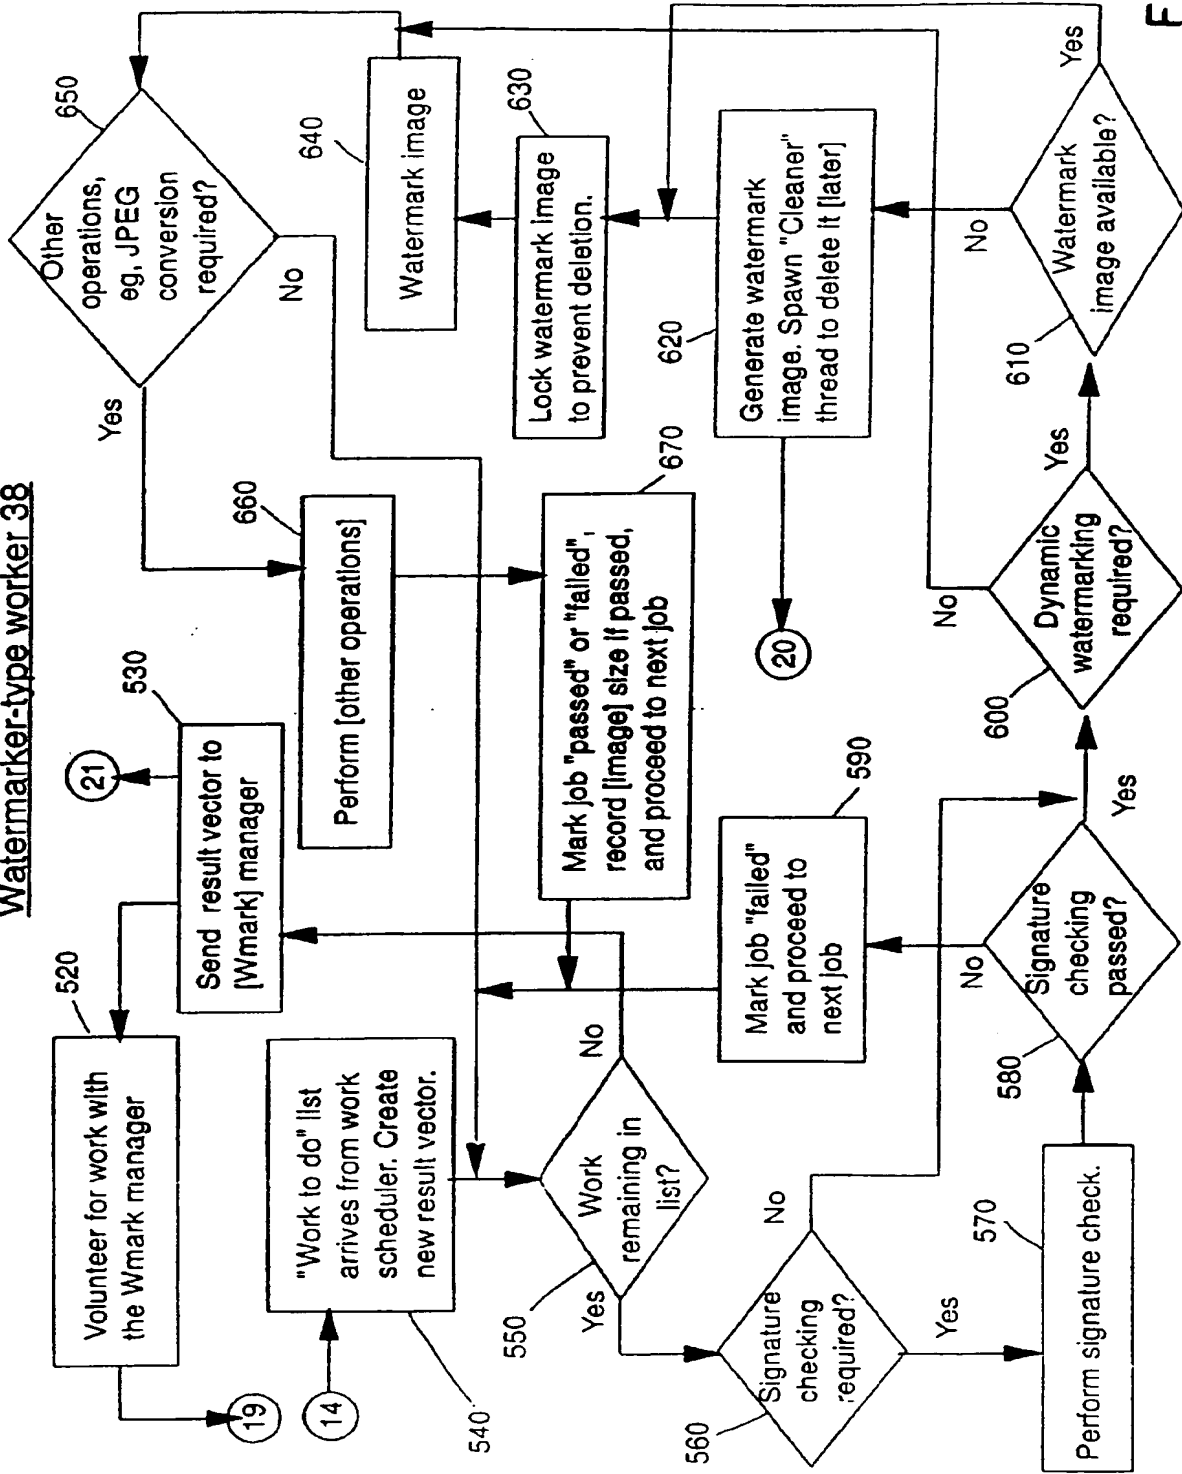 Watermarker-type worker 38
520
Volunteer for work with
the Wmark manager
19
21
530
Send result vector to
[Wmark] manager
14
540
"Work to do" list
arrives from work
scheduler. Create
new result vector.
550
Work
remaining in
list?
No
Yes
560
Signature
checking
required?
No
Yes
570
Perform signature check.
580
Signature
checking
passed?
No
Yes
590
Mark job "failed"
and proceed to
next job
600
Dynamic
watermarking
required?
No
Yes
610
Watermark
image available?
No
Yes
620
Generate watermark
image. Spawn "Cleaner"
thread to delete it [later]
20
630
Lock watermark image
to prevent deletion.
640
Watermark image
650
Other
operations,
eg, JPEG
conversion
required?
No
Yes
660
Perform [other operations]
670
Mark job "passed" or "failed",
record [image] size if passed,
and proceed to next job
F